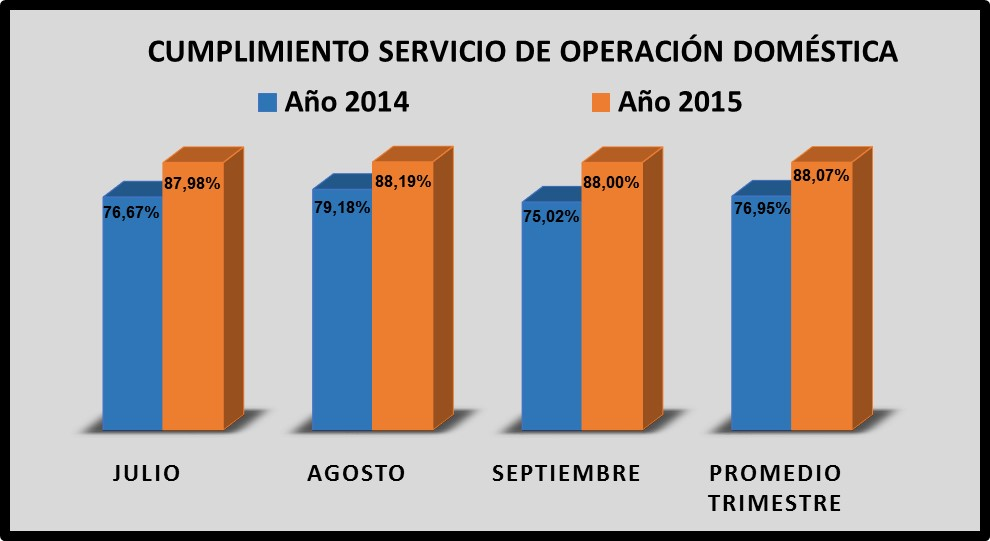 CUMPLIMIENTO SERVICIO DE OPERACIÓN DOMÉSTICA
Año 2014 Año 2015
76,67% 87,98% 79,18% 88,19% 75,02% 88,00% 76,95% 88,07%
JULIO AGOSTO SEPTIEMBRE PROMEDIO
TRIMESTRE